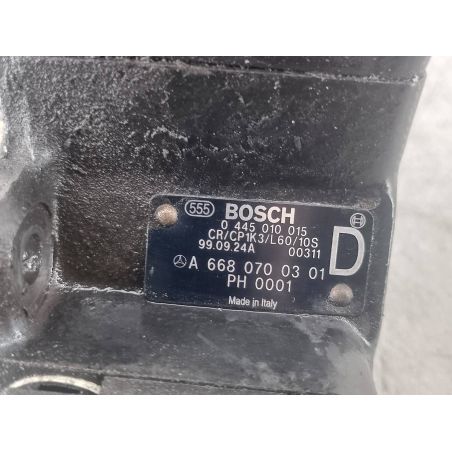 555 BOSCH
0 445 010 015
CR/CP1K3/L60/10S
99.09.24A 00311
A 668 070 03 01 D
PH 0001
Made in Italy